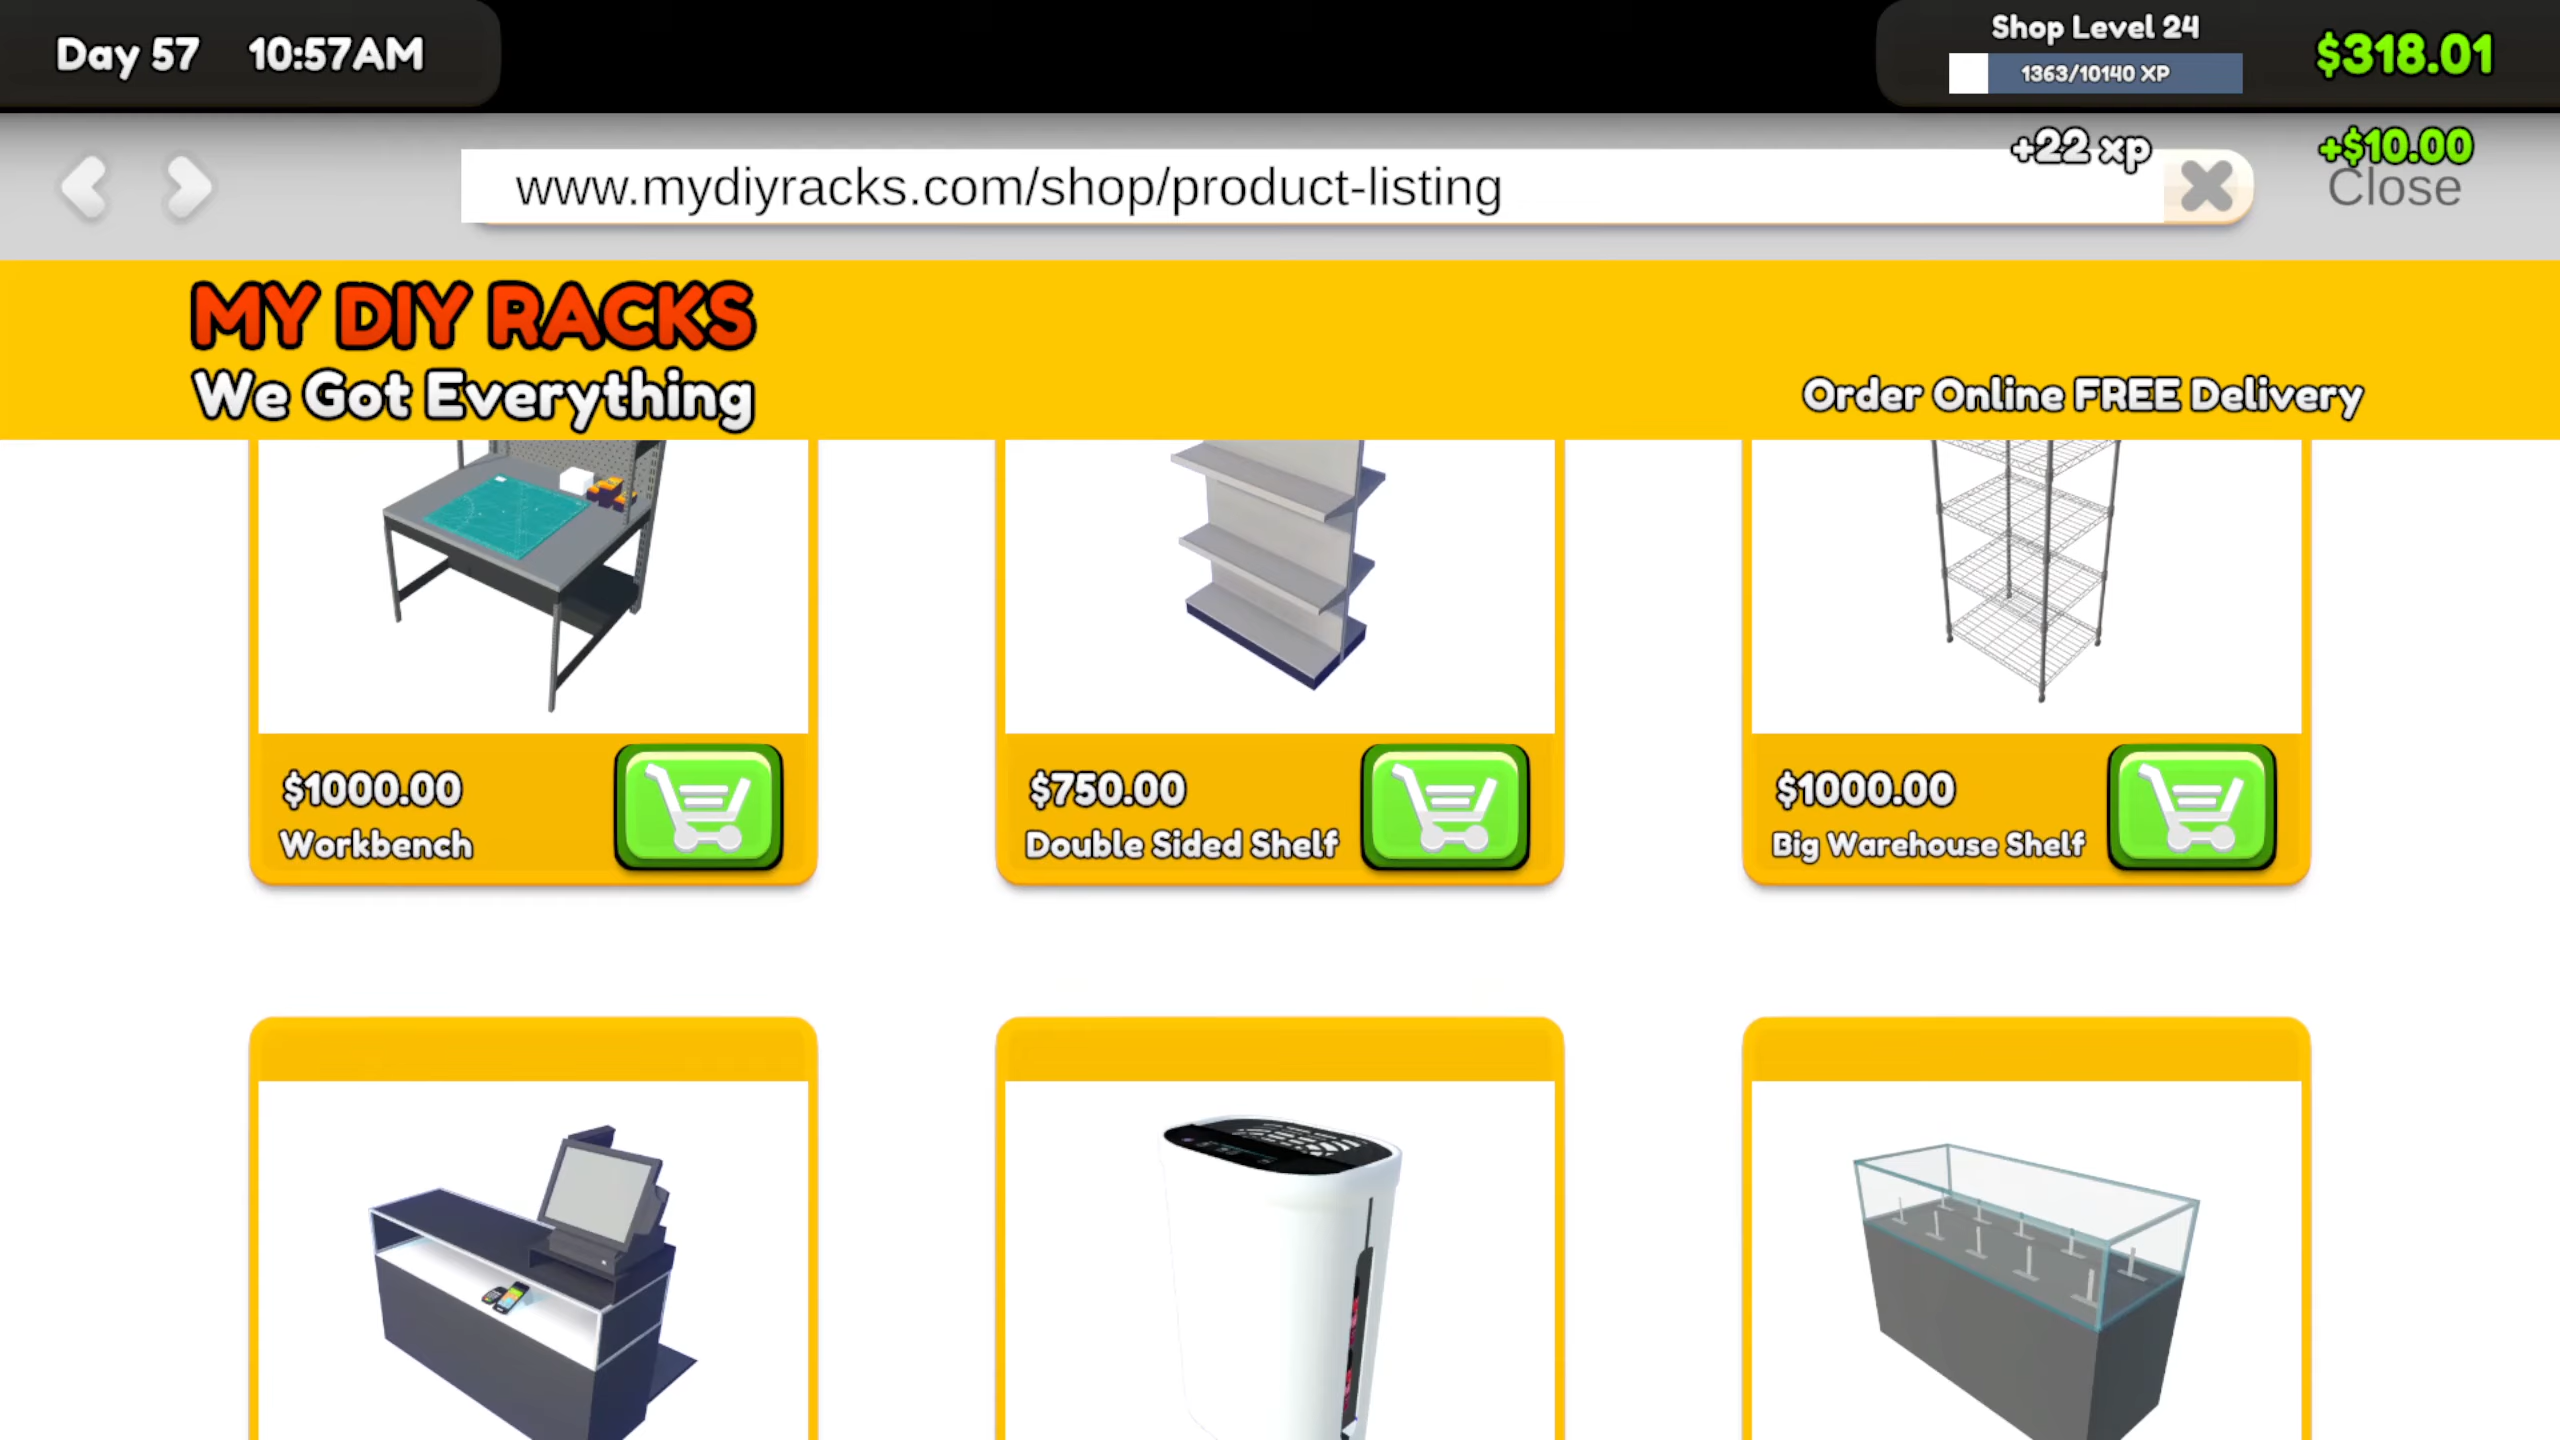 Day 57 10:57AM
Shop Level 24
1363/10140 XP
$318.01
+22 xp
+$10.00
www.mydiyracks.com/shop/product-listing
Close
MY DIY RACKS
We Got Everything
Order Online FREE Delivery
$1000.00
Workbench
$750.00
Double Sided Shelf
$1000.00
Big Warehouse Shelf